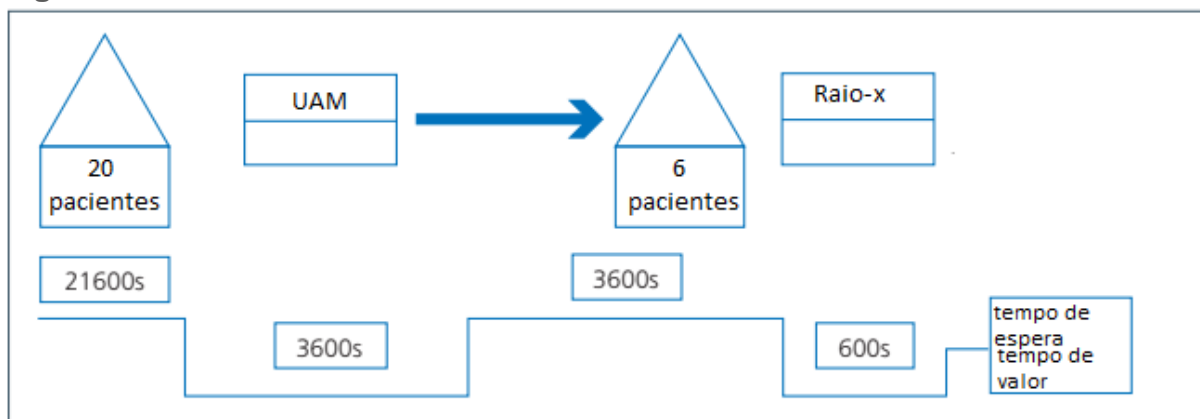 20
pacientes
UAM
6
pacientes
Raio-x
21600s
3600s
3600s
600s
tempo de
espera
tempo de
valor